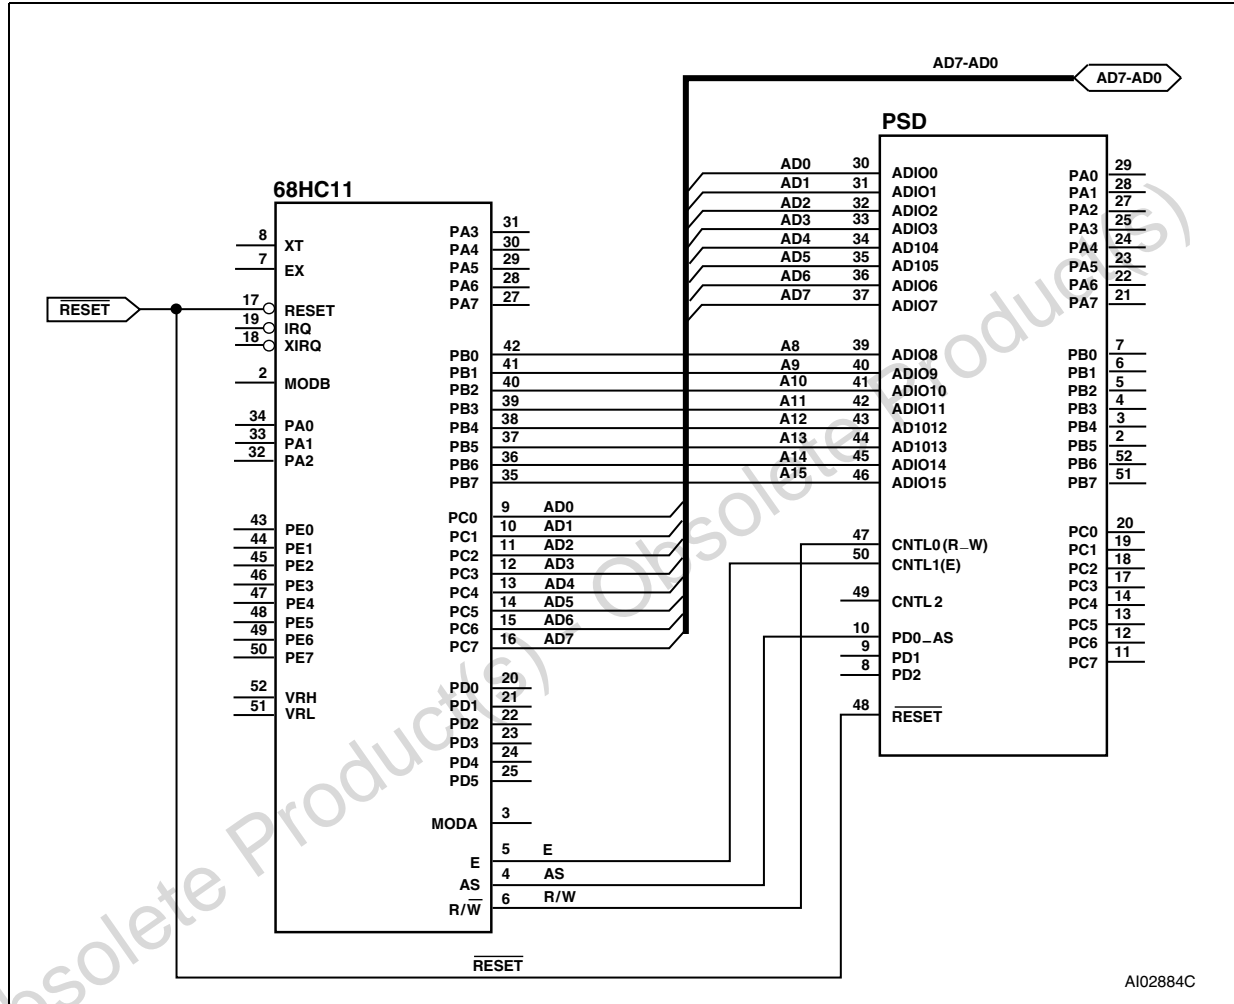 AD7-AD0
AD7-AD0
PSD
68HC11
RESET
8 XT
7 EX
17 RESET
19 IRQ
18 XIRQ
2 MODB
34 PA0
33 PA1
32 PA2
43 PE0
44 PE1
45 PE2
46 PE3
47 PE4
48 PE5
49 PE6
50 PE7
52 VRH
51 VRL
PA3 31
PA4 30
PA5 29
PA6 28
PA7 27
PB0 42
PB1 41
PB2 40
PB3 39
PB4 38
PB5 37
PB6 36
PB7 35
PC0 9 AD0
PC1 10 AD1
PC2 11 AD2
PC3 12 AD3
PC4 13 AD4
PC5 14 AD5
PC6 15 AD6
PC7 16 AD7
PD0 20
PD1 21
PD2 22
PD3 23
PD4 24
PD5 25
MODA 3
E 5 E
AS 4 AS
R/W 6 R/W
AD0 30 ADIO0
AD1 31 ADIO1
AD2 32 ADIO2
AD3 33 ADIO3
AD4 34 AD104
AD5 35 AD105
AD6 36 ADIO6
AD7 37 ADIO7
A8 39 ADIO8
A9 40 ADIO9
A10 41 ADIO10
A11 42 ADIO11
A12 43 AD1012
A13 44 AD1013
A14 45 ADIO14
A15 46 ADIO15
47 CNTL0(R_W)
50 CNTL1(E)
49 CNTL 2
10 PD0_AS
9 PD1
8 PD2
48 RESET
PA0 29
PA1 28
PA2 27
PA3 25
PA4 24
PA5 23
PA6 22
PA7 21
PB0 7
PB1 6
PB2 5
PB3 4
PB4 3
PB5 2
PB6 52
PB7 51
PC0 20
PC1 19
PC2 18
PC3 17
PC4 14
PC5 13
PC6 12
PC7 11
RESET
AI02884C
Obsolete Product(s) - Obsolete Product(s)